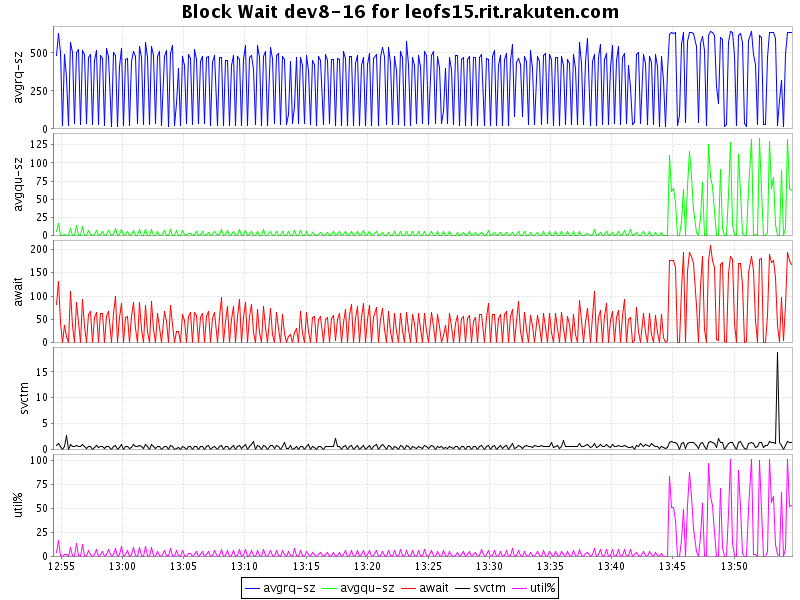 Block Wait dev8-16 for leofs15.rit.rakuten.com
avgrq-sz
500
250
0
avgqu-sz
125
100
75
50
25
0
await
200
150
100
50
0
svctm
15
10
5
0
util%
100
75
50
25
0
12:55 13:00 13:05 13:10 13:15 13:20 13:25 13:30 13:35 13:40 13:45 13:50
avgrq-sz avgqu-sz await svctm util%